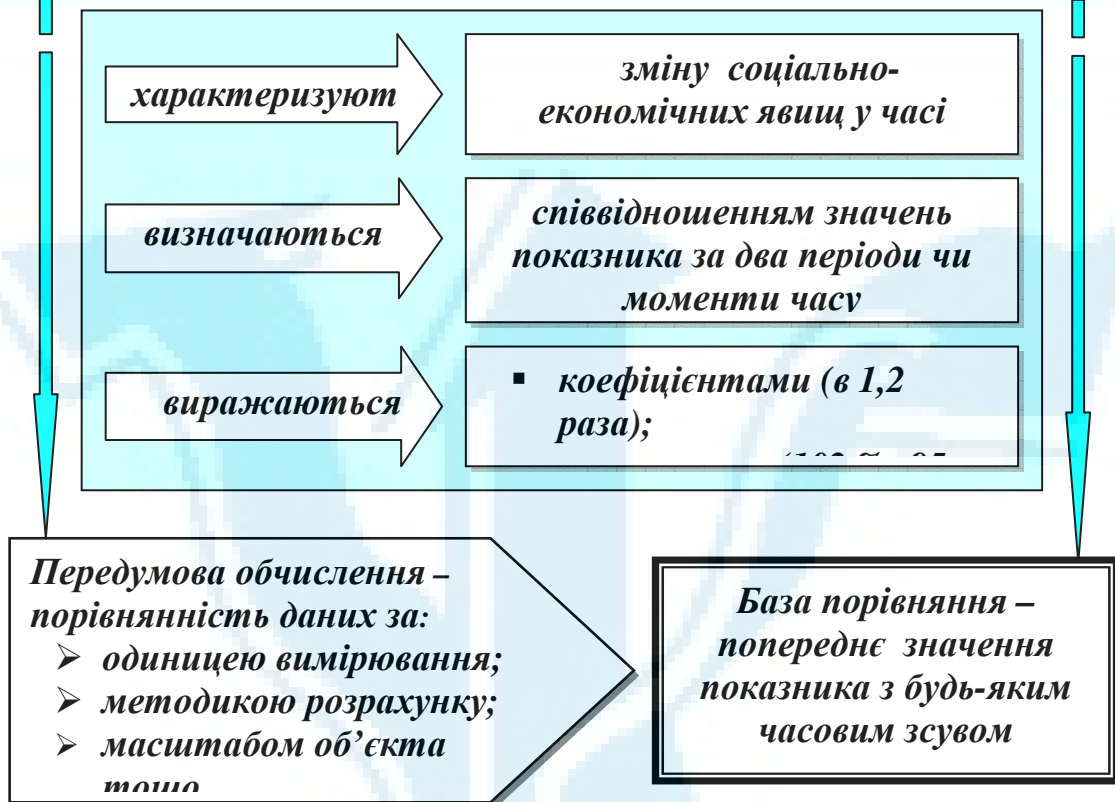 характеризуют
зміну соціально-
економічних явищ у часі
визначаються
співвідношенням значень
показника за два періоди чи
моменти часу
виражаються
▪ коефіцієнтами (в 1,2
раза);
Передумова обчислення –
порівнянність даних за:
➢ одиницею вимірювання;
➢ методикою розрахунку;
➢ масштабом об’єкта
тощо
База порівняння –
попереднє значення
показника з будь-яким
часовим зсувом